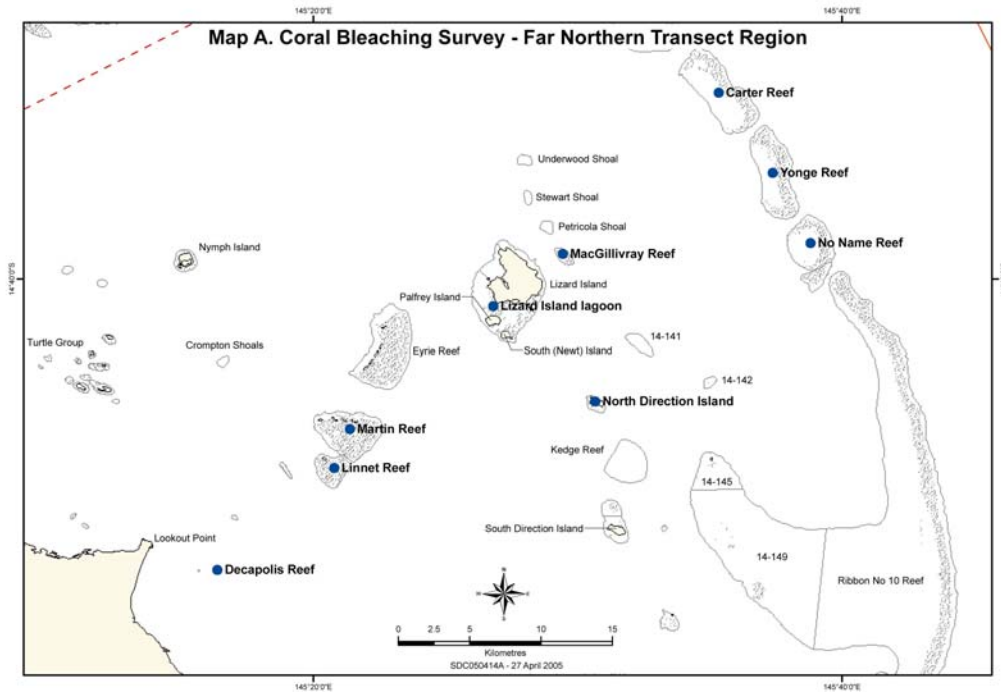 145°20'0"E
145°40'0"E
Map A. Coral Bleaching Survey - Far Northern Transect Region
Carter Reef
Underwood Shoal
Yonge Reef
Stewart Shoal
Petricola Shoal
No Name Reef
Nymph Island
MacGillivray Reef
14°40'0"S
Lizard Island
Palfrey Island
Lizard Island lagoon
Turtle Group
Crompton Shoals
Eyrie Reef
South (Newt) Island
14-141
14-142
North Direction Island
Martin Reef
Kedge Reef
Linnet Reef
14-145
South Direction Island
Lookout Point
14-149
Decapolis Reef
Ribbon No 10 Reef
N
W
E
S
0 2.5 5 10 15
Kilometres
SDC050414A - 27 April 2005
145°20'0"E
145°40'0"E